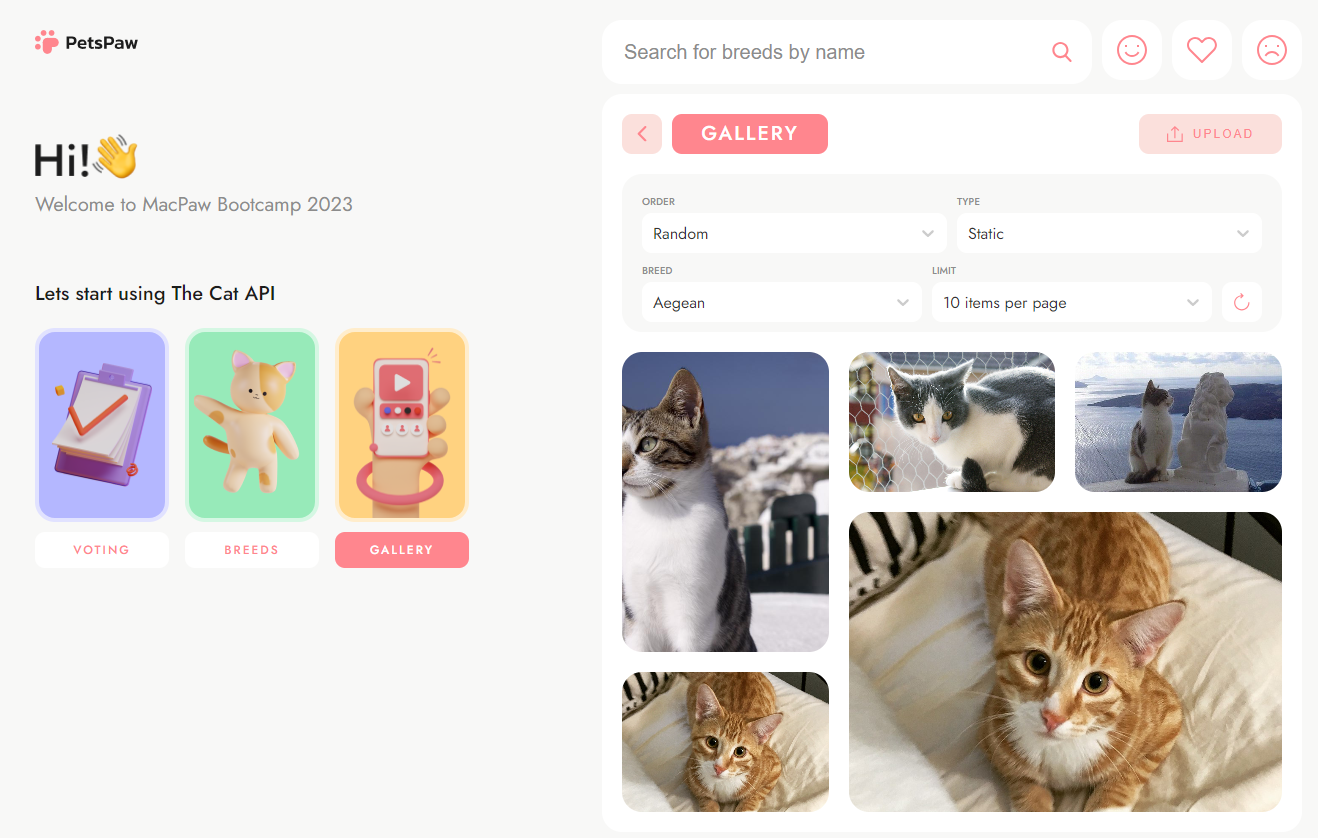 PetsPaw
Search for breeds by name
Hi!👋
Welcome to MacPaw Bootcamp 2023
Lets start using The Cat API
VOTING
BREEDS
GALLERY
GALLERY
UPLOAD
ORDER
TYPE
Random
Static
BREED
LIMIT
Aegean
10 items per page